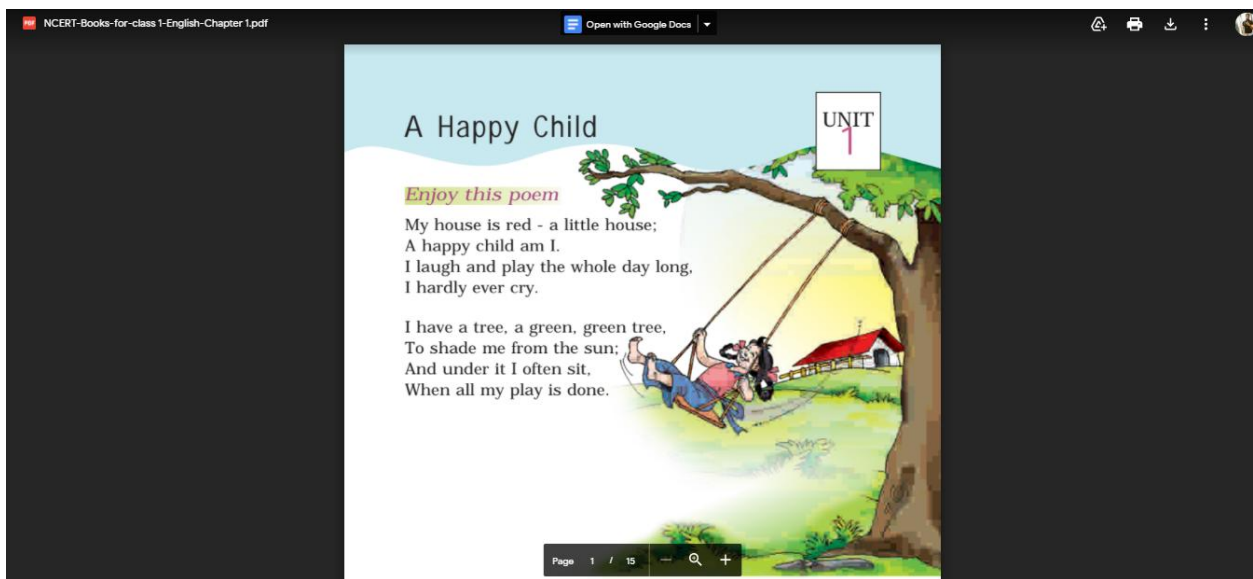 NCERT-Books-for-class 1-English-Chapter 1.pdf
Open with Google Docs
A Happy Child
UNIT
1
Enjoy this poem
My house is red - a little house;
A happy child am I.
I laugh and play the whole day long,
I hardly ever cry.
I have a tree, a green, green tree,
To shade me from the sun;
And under it I often sit,
When all my play is done.
Page 1 / 15